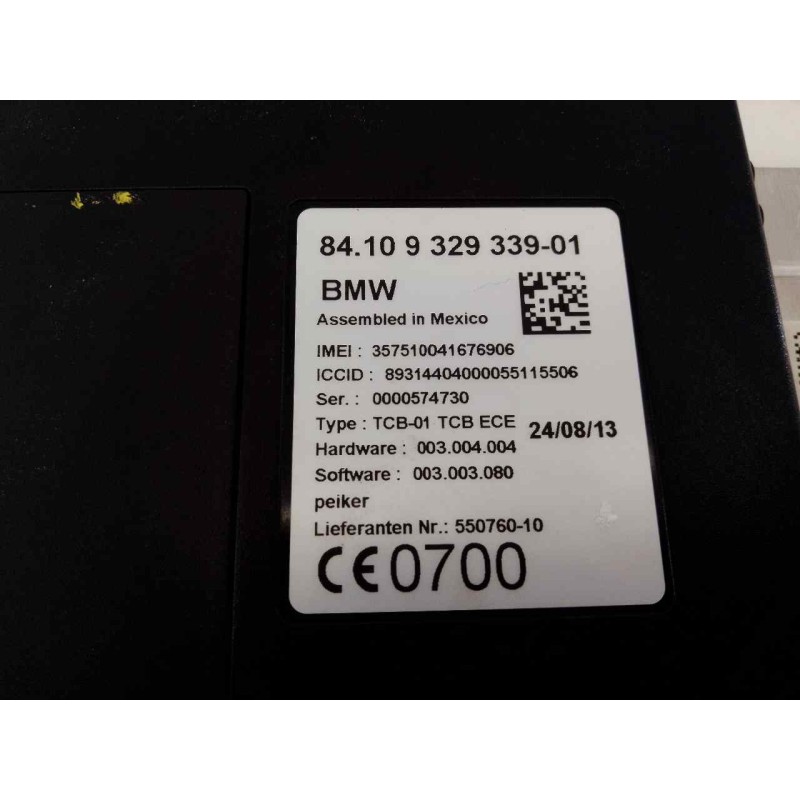 84.10 9 329 339-01
BMW
Assembled in Mexico
IMEI : 357510041676906
ICCID : 89314404000055115506
Ser. : 0000574730
Type : TCB-01 TCB ECE 24/08/13
Hardware : 003.004.004
Software : 003.003.080
peiker
Lieferanten Nr.: 550760-10
CE0700